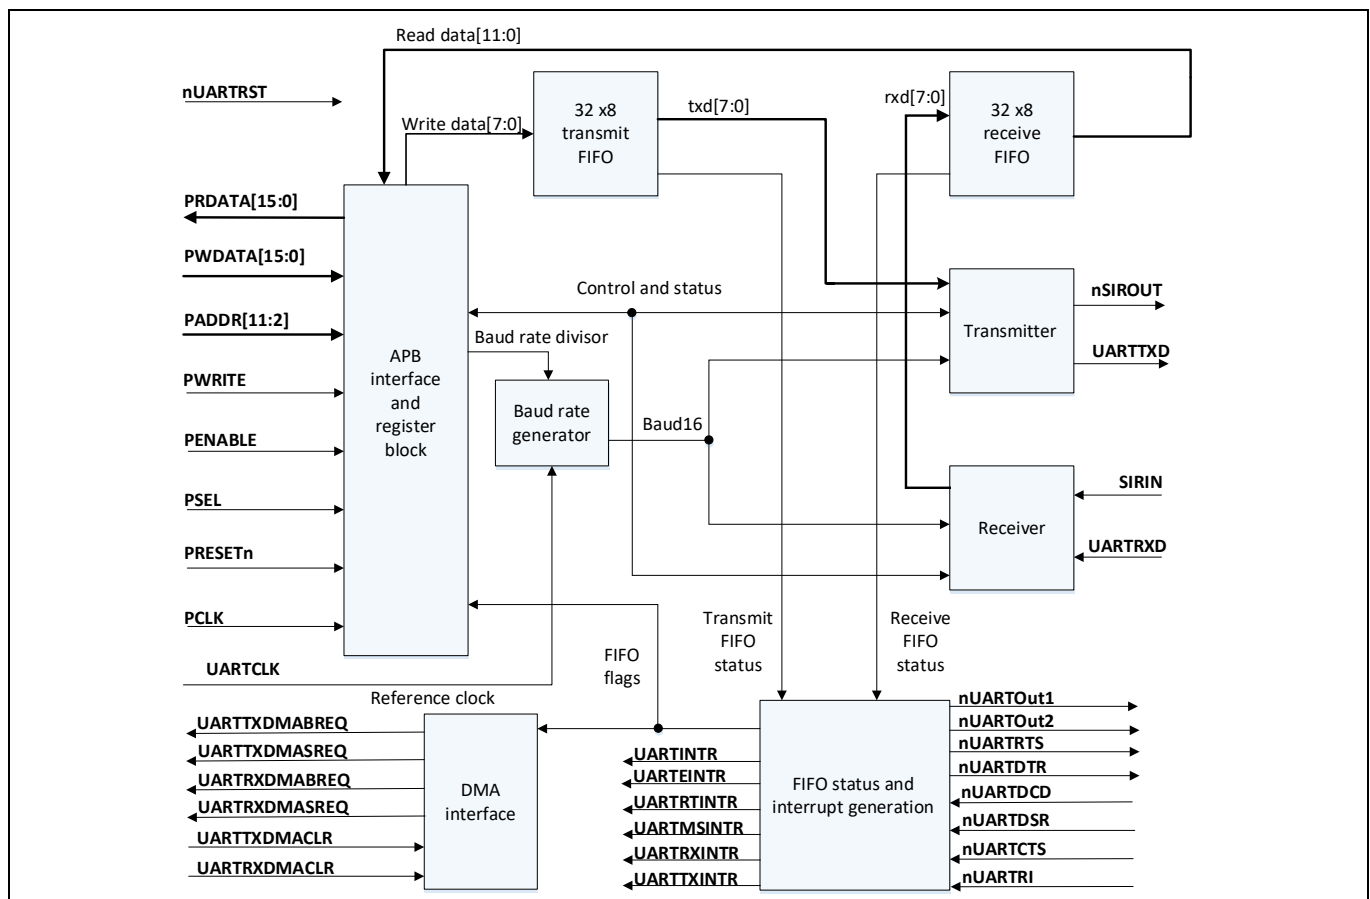 Read data[11:0]
nUARTRST
32 x8
transmit
FIFO
txd[7:0]
rxd[7:0]
32 x8
receive
FIFO
Write data[7:0]
PRDATA[15:0]
PWDATA[15:0]
PADDR[11:2]
PWRITE
PENABLE
PSEL
PRESETn
PCLK
APB
interface
and
register
block
Control and status
Baud rate divisor
Baud rate
generator
Baud16
Transmitter
nSIROUT
UARTTXD
Receiver
SIRIN
UARTRXD
UARTCLK
Reference clock
FIFO
flags
Transmit
FIFO
status
Receive
FIFO
status
UARTTXDMABREQ
UARTTXDMASREQ
UARTRXDMABREQ
UARTRXDMASREQ
UARTTXDMACLR
UARTRXDMACLR
DMA
interface
UARTINTR
UARTEINTR
UARTRTINTR
UARTMSINTR
UARTRXINTR
UARTTXINTR
FIFO status and
interrupt generation
nUARTOut1
nUARTOut2
nUARTRTS
nUARTDTR
nUARTDCD
nUARTDSR
nUARTCTS
nUARTRI